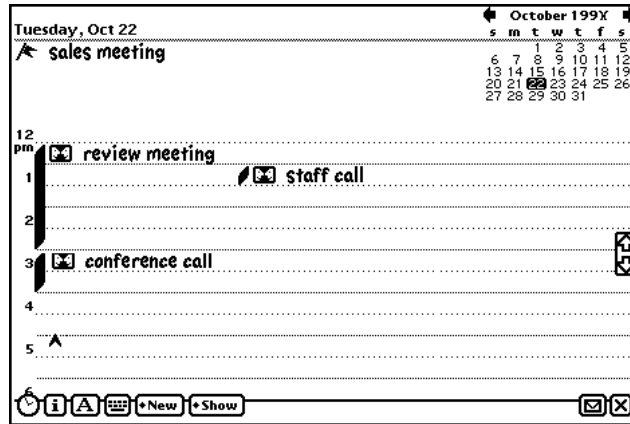 Tuesday, Oct 22
October 199X
s m t w t f s
1 2 3 4 5
6 7 8 9 10 11 12
13 14 15 16 17 18 19
20 21 22 23 24 25 26
27 28 29 30 31
sales meeting
12
pm
review meeting
1
staff call
2
3
conference call
4
5
6
i A New Show